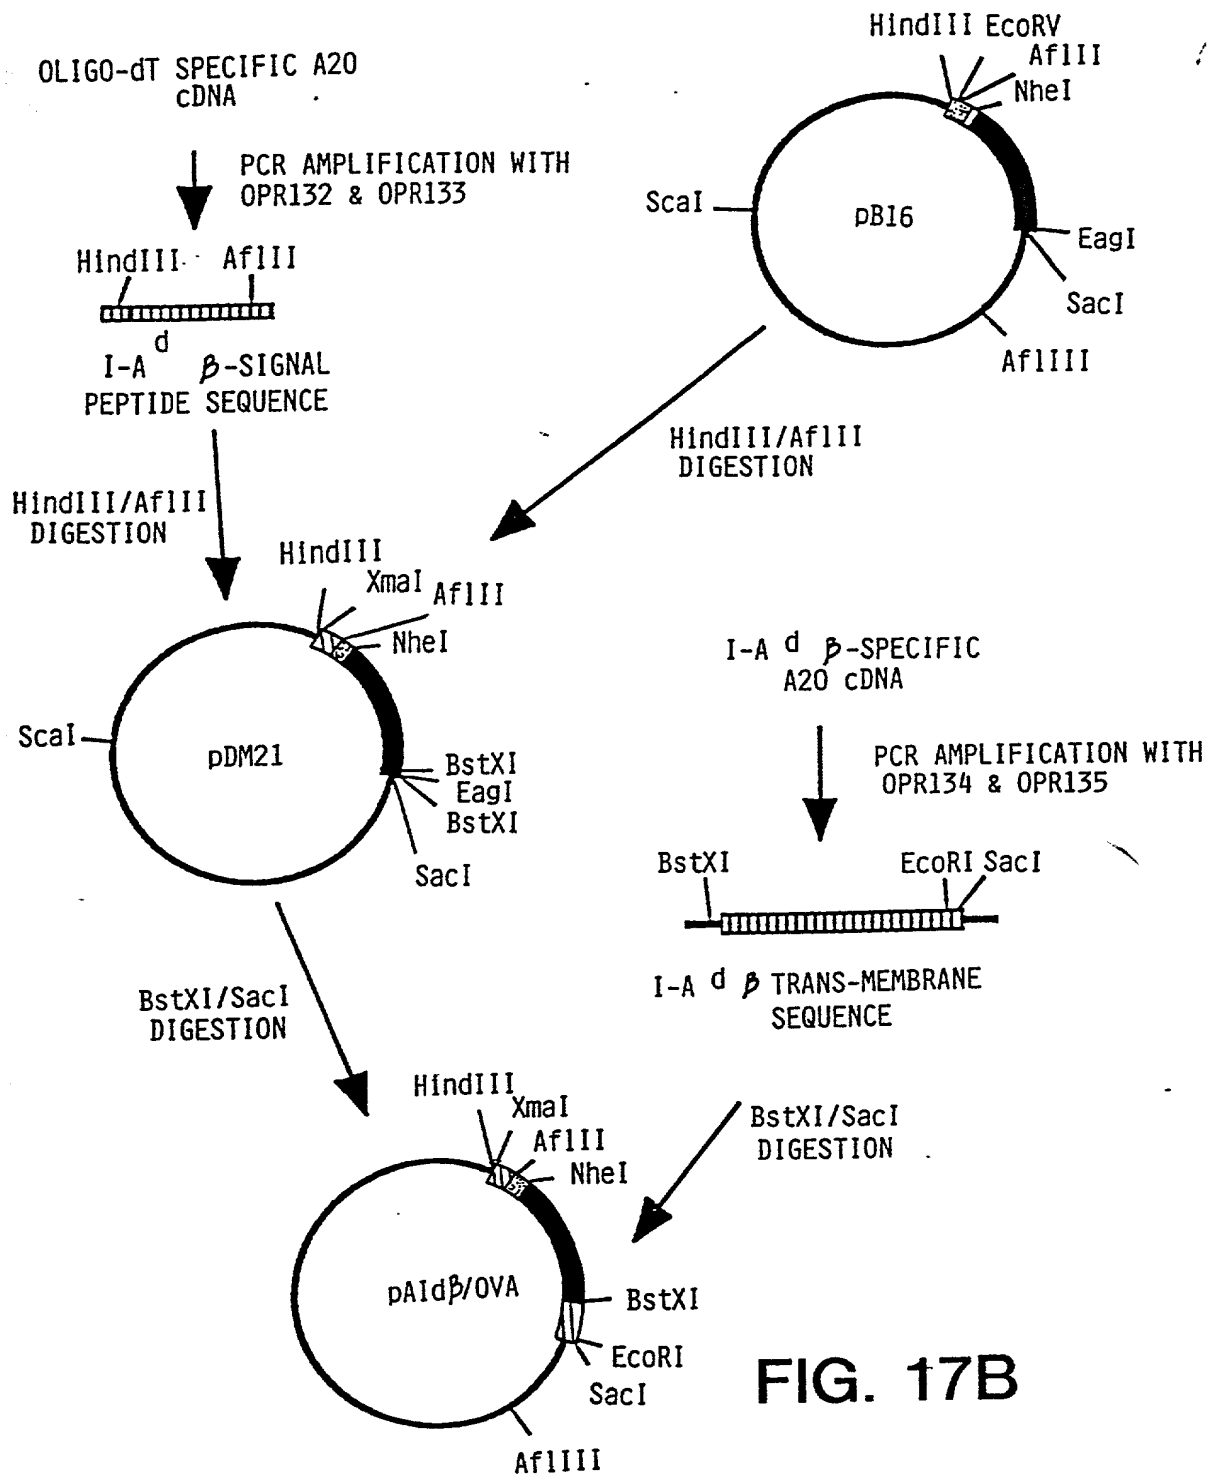 OLIGO-dT SPECIFIC A20
cDNA
PCR AMPLIFICATION WITH
OPR132 & OPR133
HindIII AflII
I-A d β-SIGNAL
PEPTIDE SEQUENCE
HindIII/AflII
DIGESTION
HindIII EcoRV
AflII
NheI
ScaI
pB16
EagI
SacI
AflIII
HindIII/AflII
DIGESTION
HindIII
XmaI
AflII
NheI
ScaI
pDM21
BstXI
EagI
BstXI
SacI
I-A d β-SPECIFIC
A20 cDNA
PCR AMPLIFICATION WITH
OPR134 & OPR135
BstXI
EcoRI SacI
I-A d β TRANS-MEMBRANE
SEQUENCE
BstXI/SacI
DIGESTION
BstXI/SacI
DIGESTION
HindIII
XmaI
AflII
NheI
pAIdβ/OVA
BstXI
EcoRI
SacI
AflIII
FIG. 17B